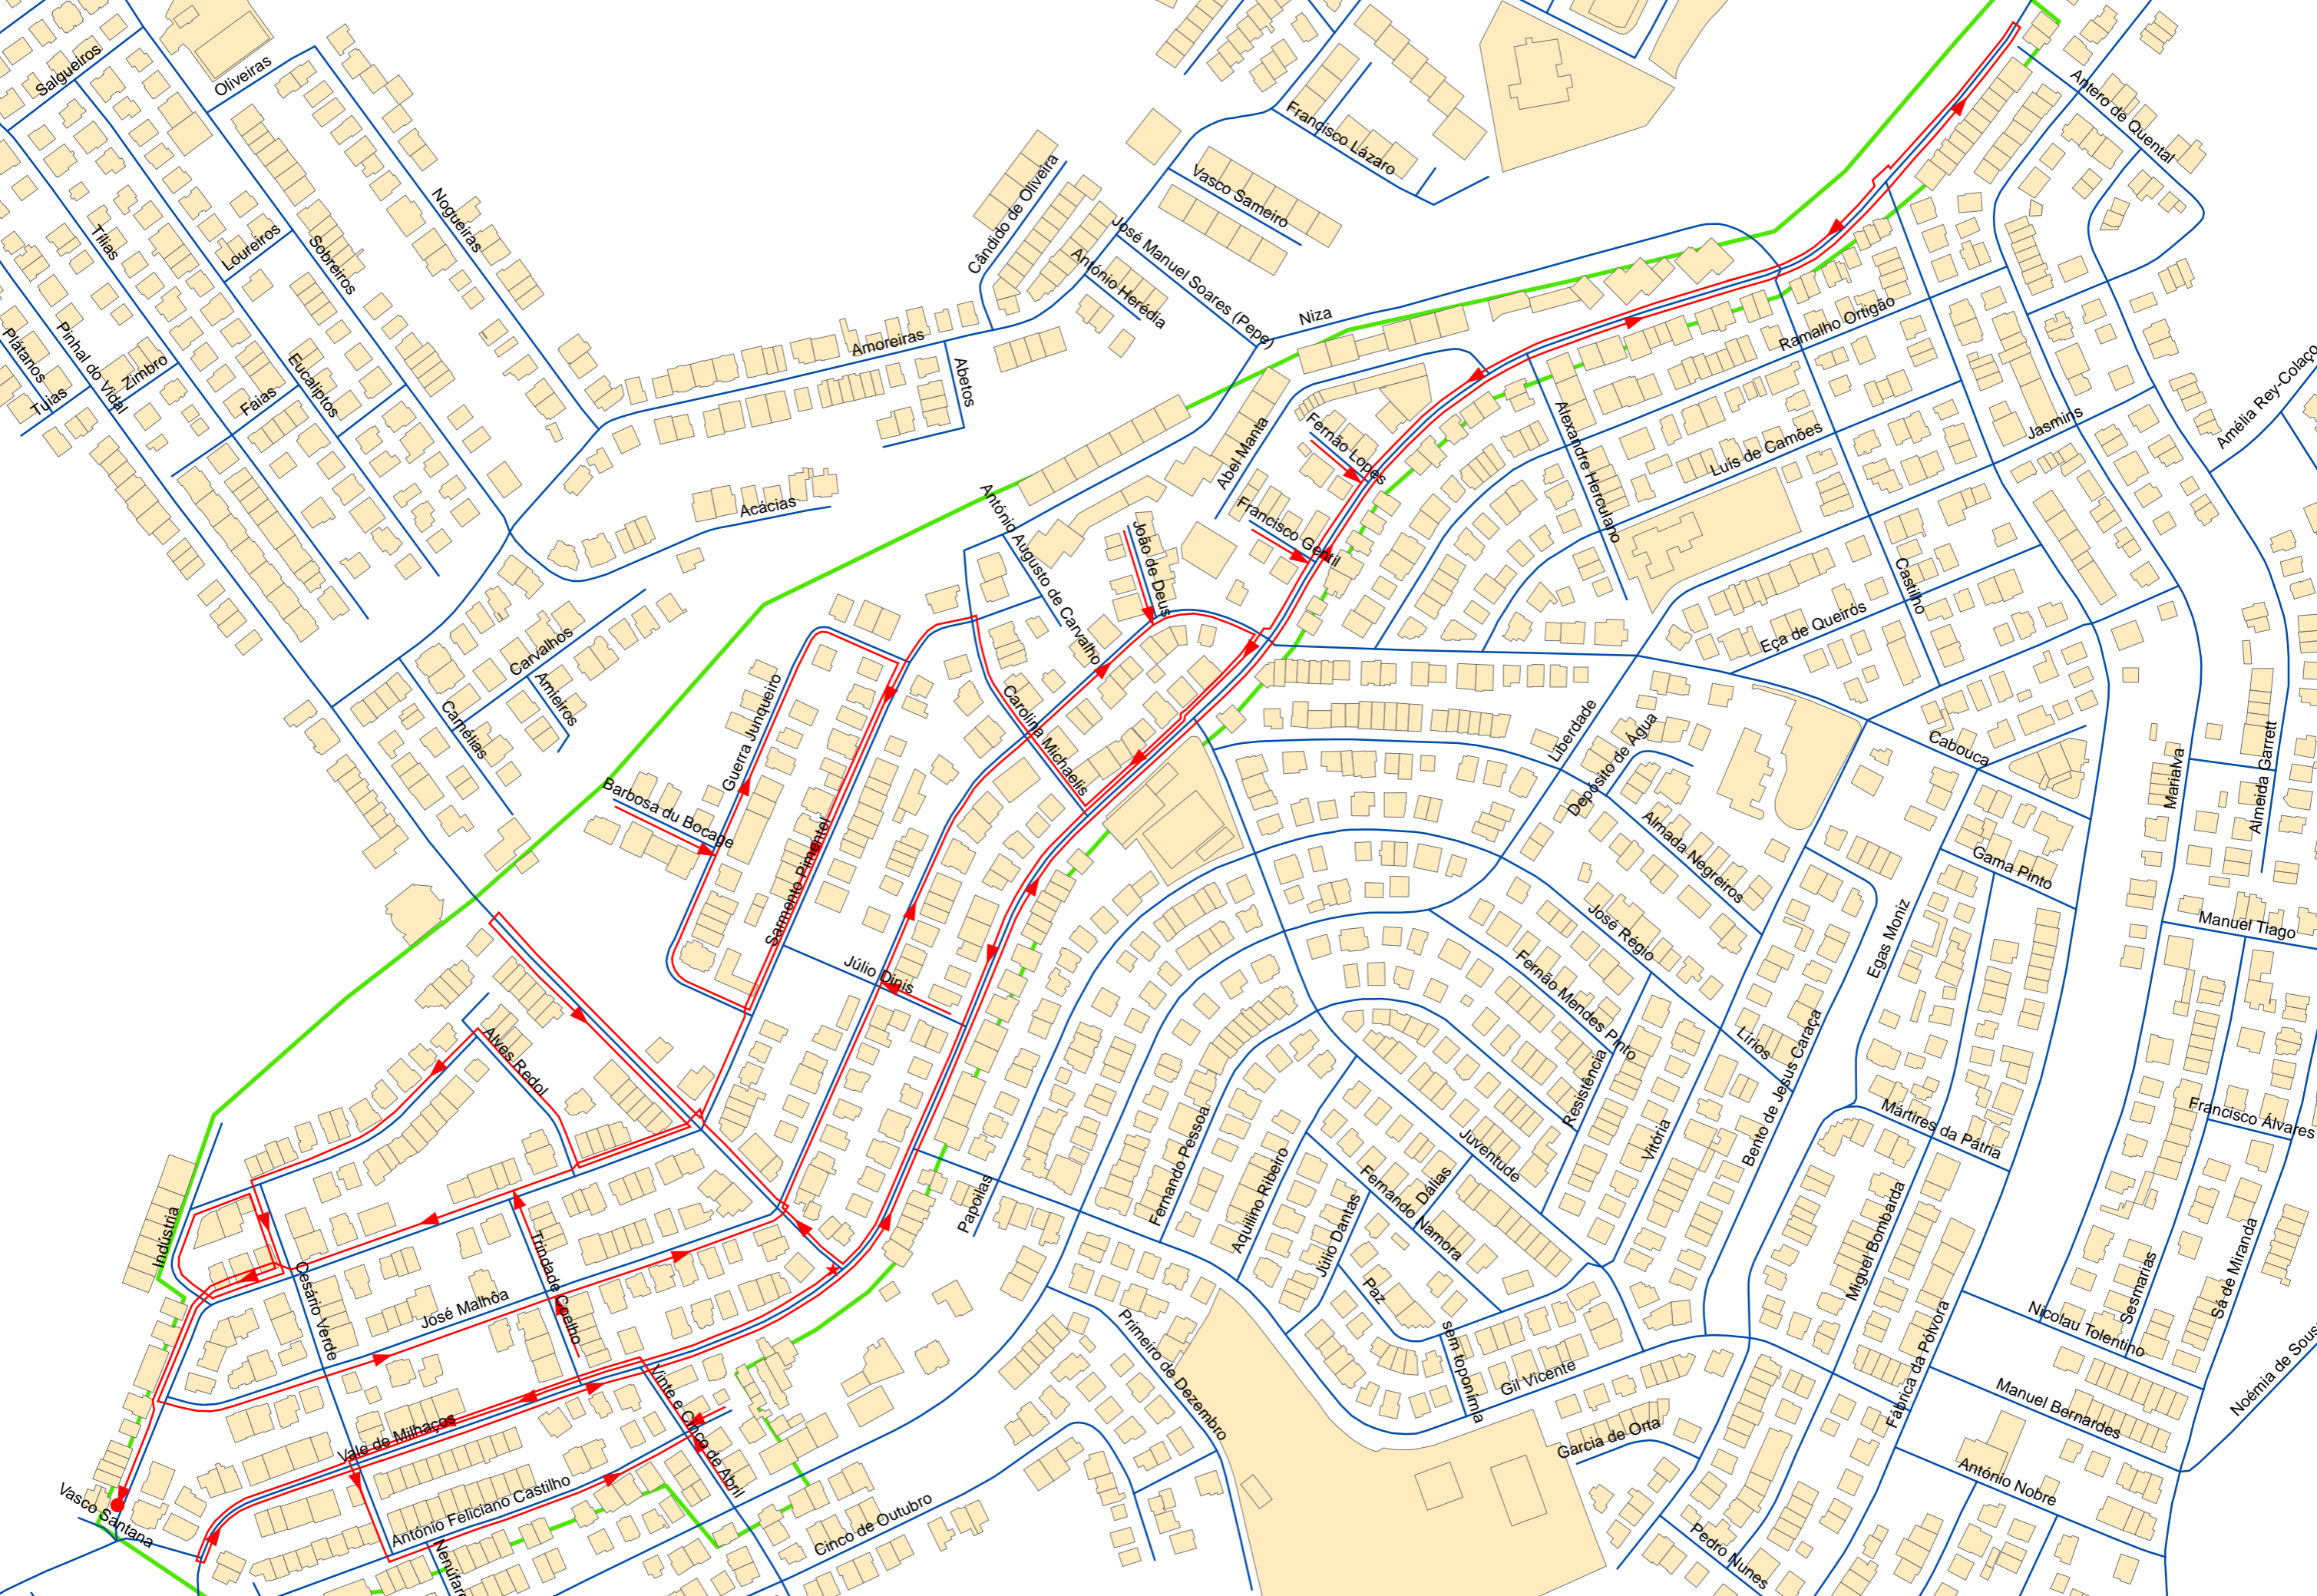 Salgueiros
Oliveiras
Nogueiras
Tílias
Loureiros
Sobreiros
Plátanos
Pinhal do Vidal
Zimbro
Tuias
Faias
Eucaliptos
Amoreiras
Abetos
Acácias
Cândido de Oliveira
José Manuel Soares (Pepe)
António Herédia
Vasco Sameiro
Francisco Lázaro
Niza
Antero de Quental
Ramalho Ortigão
Luís de Camões
Jasmins
Amélia Rey-Colaço
Alexandre Herculano
Castilho
Eça de Queirós
Abel Manta
Fernão Lopes
Francisco Gentil
João de Deus
António Augusto de Carvalho
Carolina Michaelis
Carvalhos
Amieiros
Camélias
Guerra Junqueiro
Barbosa du Bocage
Sarmento Pimentel
Júlio Dinis
Liberdade
Depósito de Água
Almada Negreiros
Cabouca
Marialva
Almeida Garrett
Gama Pinto
Manuel Tiago
Egas Moniz
José Régio
Fernão Mendes Pinto
Lírios
Bento de Jesus Caraça
Resistência
Vitória
Mártires da Pátria
Francisco Álvares
Alves Redol
Indústria
Cesário Verde
Trindade Coelho
José Malhôa
Vale de Milhaços
Vinte e Cinco de Abril
António Feliciano Castilho
Nenúfare
Vasco Santana
Cinco de Outubro
Primeiro de Dezembro
Papoilas
Fernando Pessoa
Aquilino Ribeiro
Júlio Dantas
Fernando Namora
Dálias
Juventude
Paz
sem toponímia
Gil Vicente
Garcia de Orta
Miguel Bombarda
Fábrica da Pólvora
Nicolau Tolentino
Sesmarias
Sá de Miranda
Manuel Bernardes
Noémia de Sous
António Nobre
Pedro Nunes